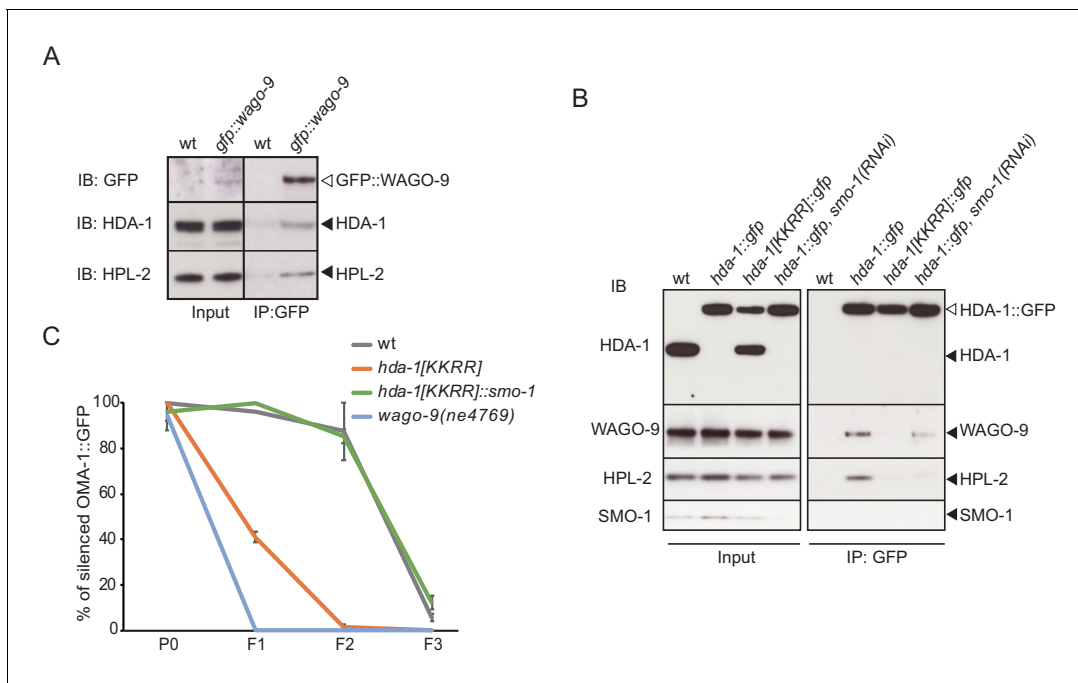 A
wt
gfp::wago-9
wt
gfp::wago-9
IB: GFP
GFP::WAGO-9
IB: HDA-1
HDA-1
IB: HPL-2
HPL-2
Input
IP:GFP
B
IB
wt
hda-1::gfp
hda-1[KKRR]::gfp
hda-1::gfp, smo-1(RNAi)
wt
hda-1::gfp
hda-1[KKRR]::gfp
hda-1::gfp, smo-1(RNAi)
HDA-1::GFP
HDA-1
HDA-1
WAGO-9
WAGO-9
HPL-2
HPL-2
SMO-1
SMO-1
Input
IP: GFP
C
wt
hda-1[KKRR]
hda-1[KKRR]::smo-1
wago-9(ne4769)
% of silenced OMA-1::GFP
100
80
60
40
20
0
P0
F1
F2
F3